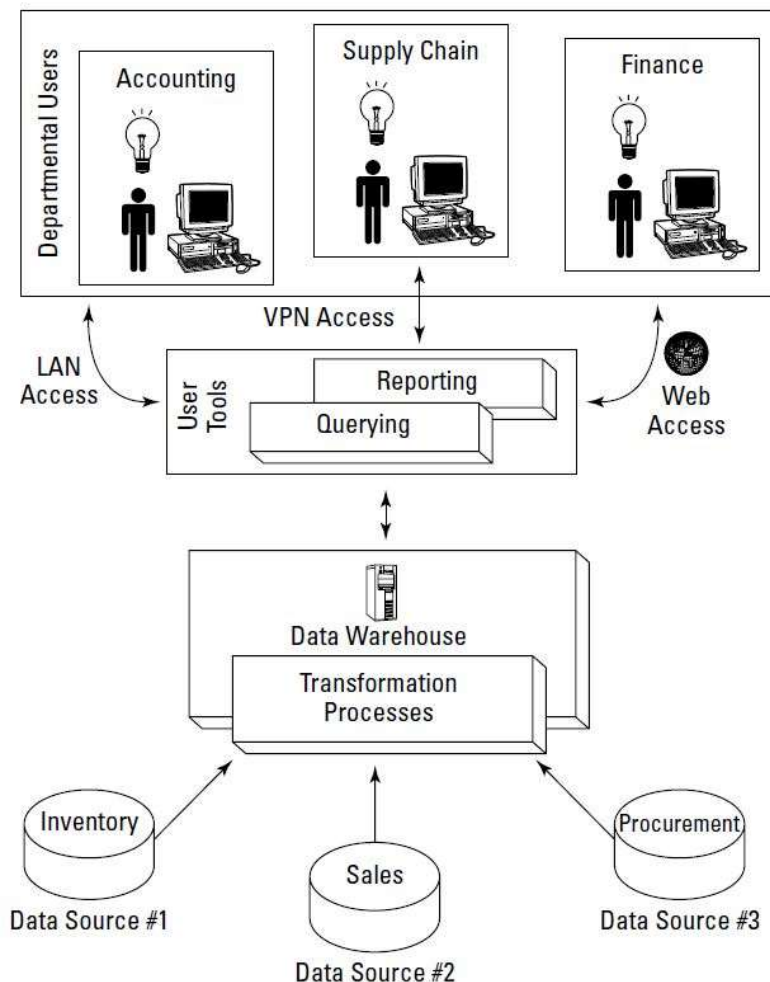 Departmental Users
Accounting
Supply Chain
Finance
LAN
Access
VPN Access
Web
Access
User
Tools
Reporting
Querying
Data Warehouse
Transformation
Processes
Inventory
Data Source #1
Sales
Data Source #2
Procurement
Data Source #3